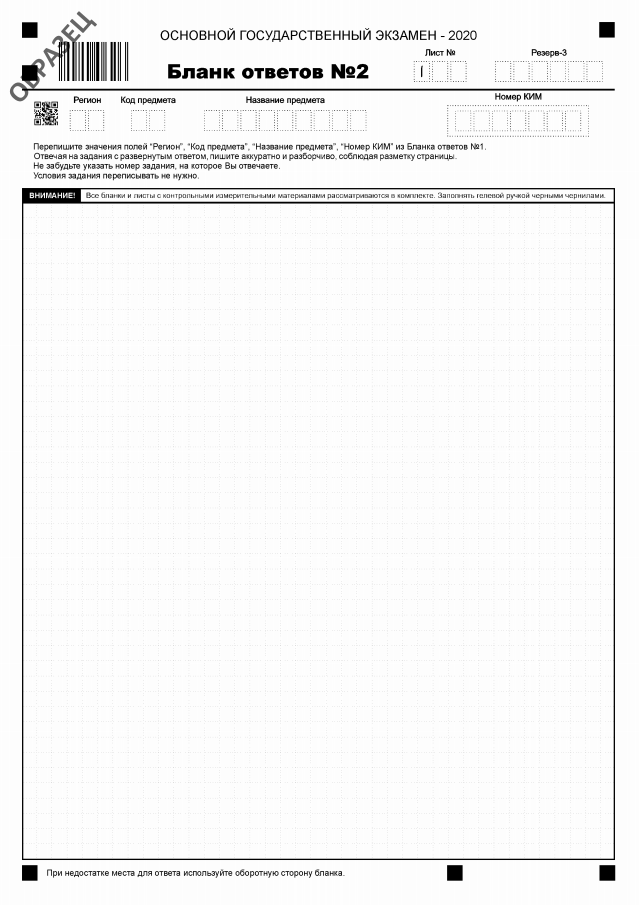 ОБРАЗЕЦ
ОСНОВНОЙ ГОСУДАРСТВЕННЫЙ ЭКЗАМЕН - 2020
Бланк ответов №2
Лист №
1
Резерв-3
Регион
Код предмета
Название предмета
Номер КИМ
Перепишите значения полей "Регион", "Код предмета", "Название предмета", "Номер КИМ" из Бланка ответов №1.
Отвечая на задания с развернутым ответом, пишите аккуратно и разборчиво, соблюдая разметку страницы.
Не забудьте указать номер задания, на которое Вы отвечаете.
Условия задания переписывать не нужно.
ВНИМАНИЕ! Все бланки и листы с контрольными измерительными материалами рассматриваются в комплекте. Заполнять гелевой ручкой черными чернилами.
При недостатке места для ответа используйте оборотную сторону бланка.